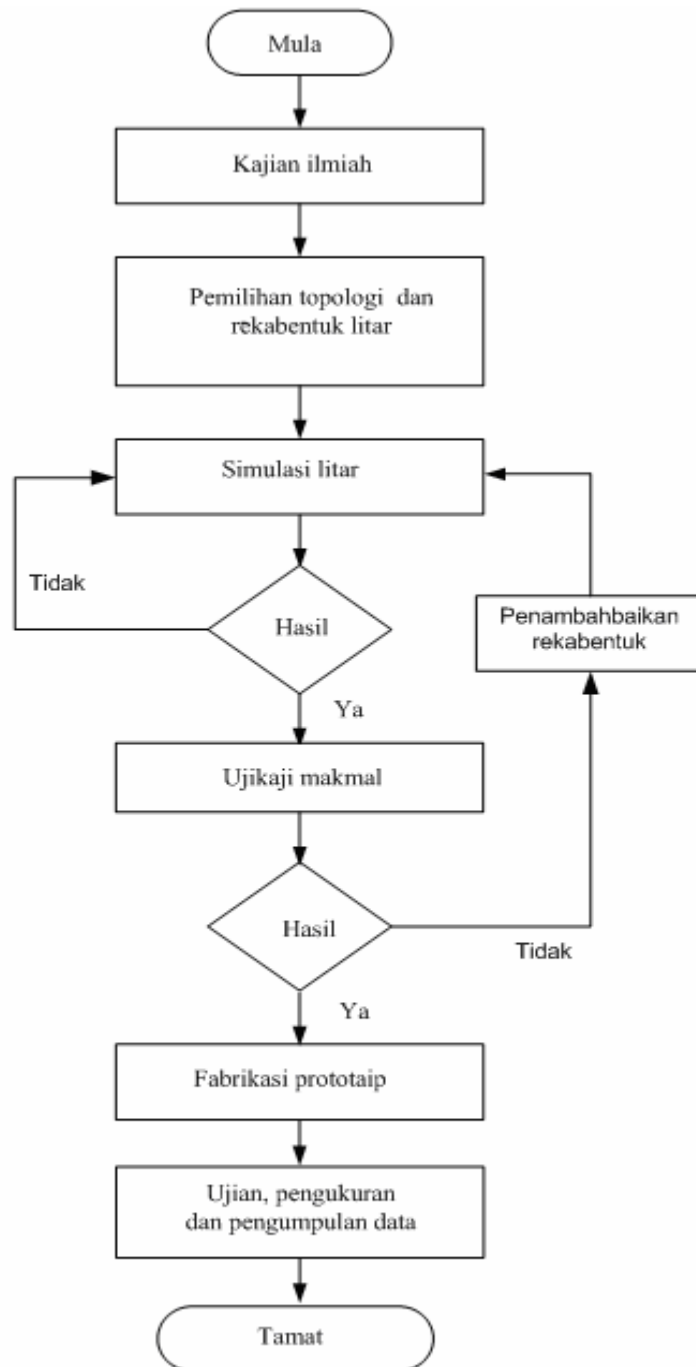 Mula
Kajian ilmiah
Pemilihan topologi dan
rekabentuk litar
Simulasi litar
Tidak
Hasil
Penambahbaikan
rekabentuk
Ya
Ujikaji makmal
Hasil
Tidak
Ya
Fabrikasi prototaip
Ujian, pengukuran
dan pengumpulan data
Tamat